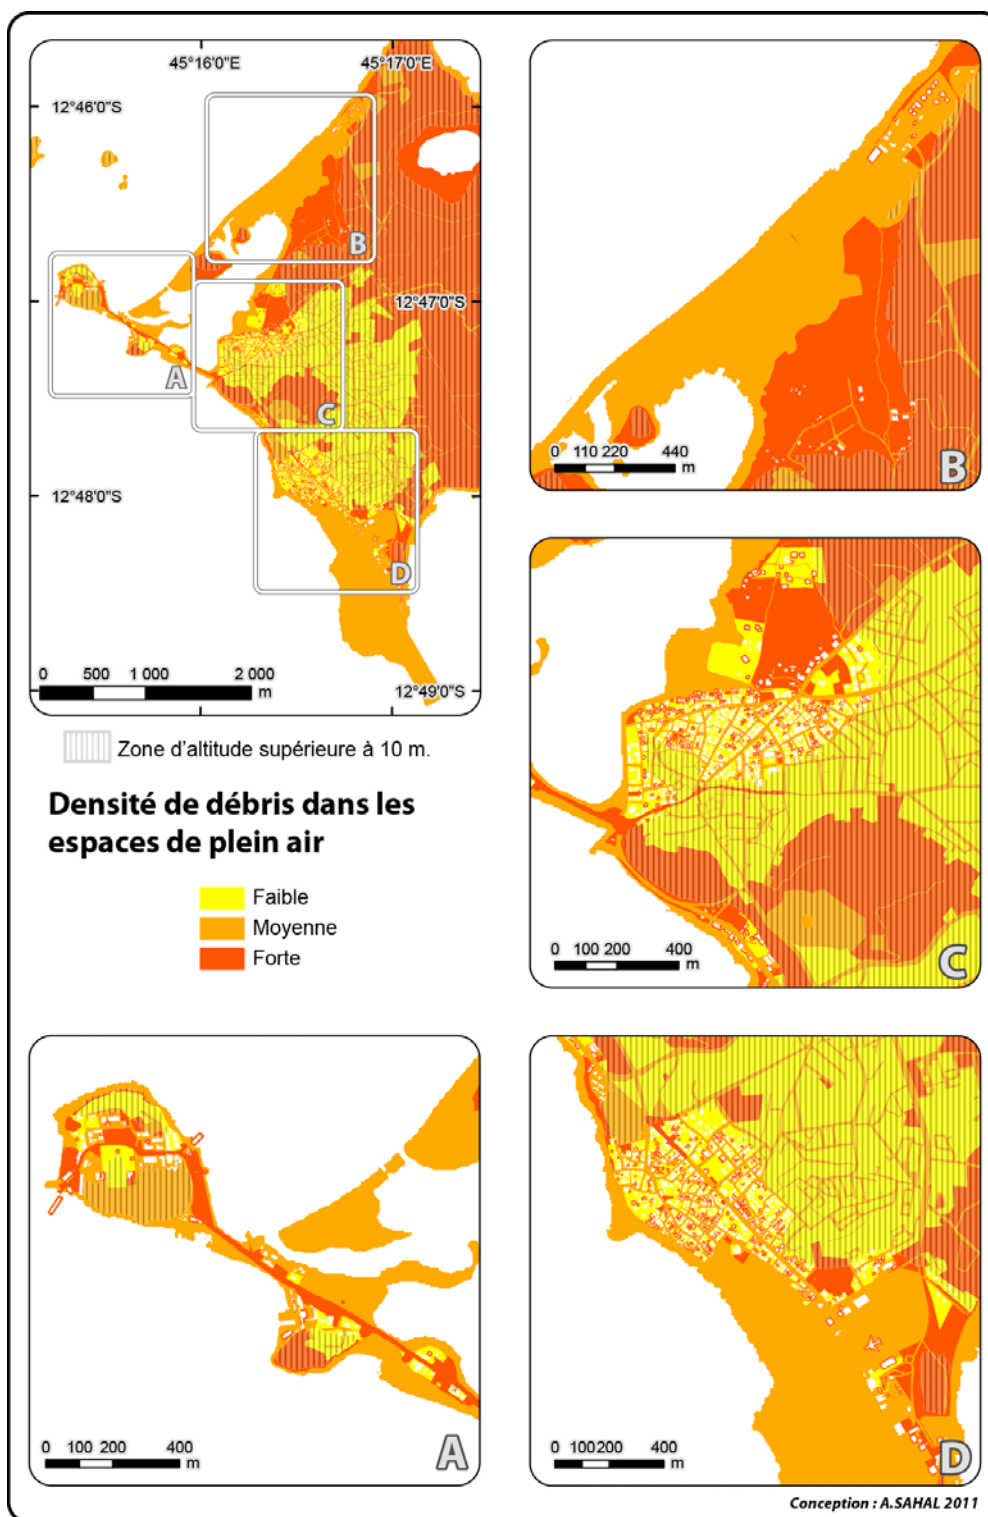 45°16'0"E
45°17'0"E
12°46'0"S
12°47'0"S
12°48'0"S
12°49'0"S
A
B
C
D
0 500 1 000 2 000
m
Zone d'altitude supérieure à 10 m.
Densité de débris dans les
espaces de plein air
Faible
Moyenne
Forte
0 110 220 440
m
B
0 100 200 400
m
C
0 100 200 400
m
A
0 100 200 400
m
D
Conception : A.SAHAL 2011